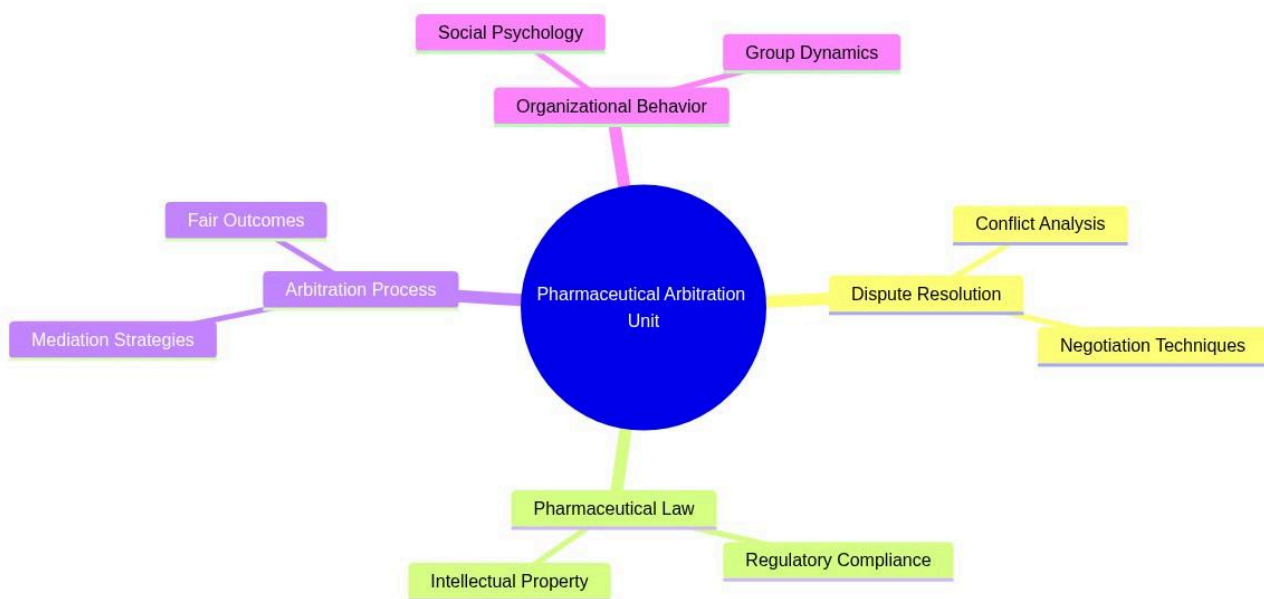 Social Psychology
Group Dynamics
Organizational Behavior
Fair Outcomes
Conflict Analysis
Arbitration Process
Pharmaceutical Arbitration
Unit
Dispute Resolution
Mediation Strategies
Negotiation Techniques
Pharmaceutical Law
Regulatory Compliance
Intellectual Property